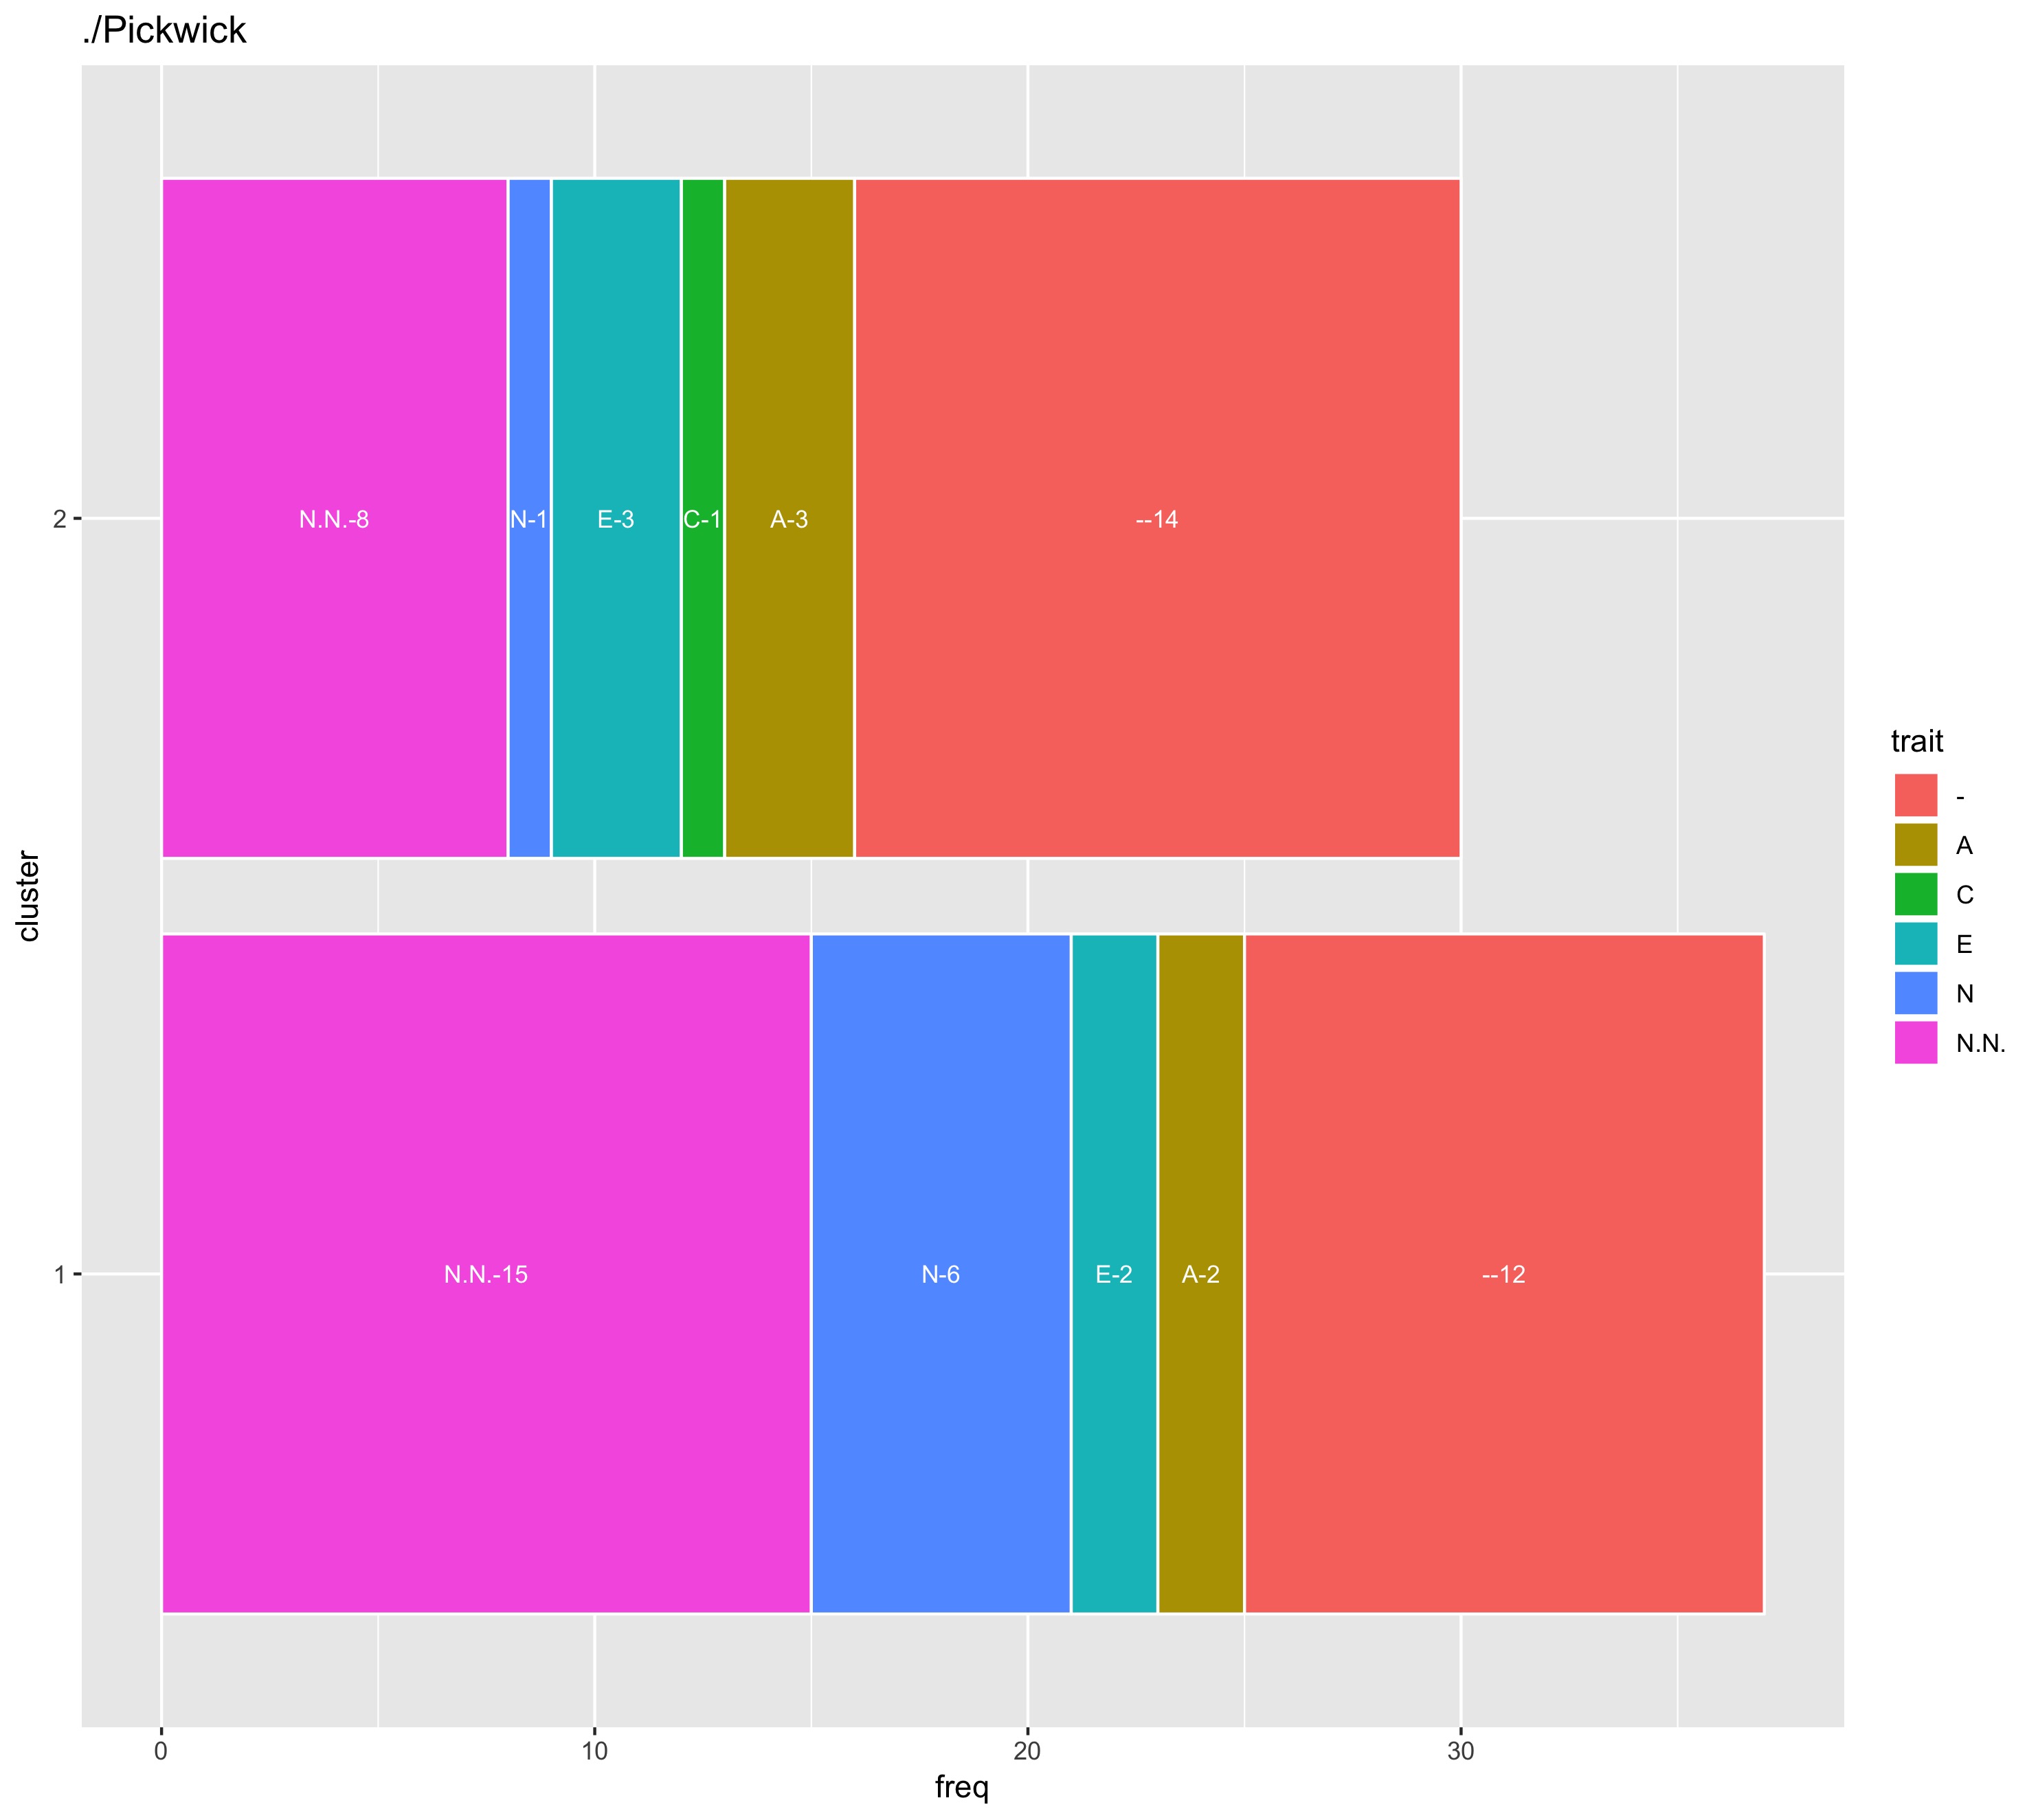 ./Pickwick
cluster
2
N.N.-8
N-1
E-3
C-1
A-3
--14
1
N.N.-15
N-6
E-2
A-2
--12
0
10
20
30
freq
trait
-
A
C
E
N
N.N.